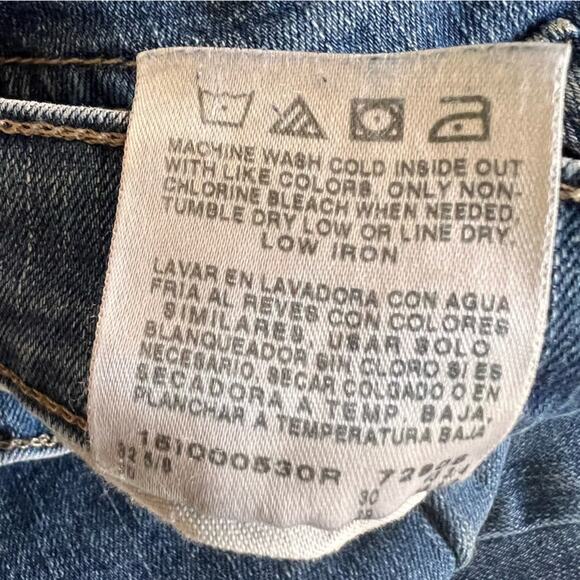 MACHINE WASH COLD INSIDE OUT
WITH LIKE COLORS. ONLY NON-
CHLORINE BLEACH WHEN NEEDED.
TUMBLE DRY LOW OR LINE DRY.
LOW IRON
LAVAR EN LAVADORA CON AGUA
FRIA AL REVES CON COLORES
SIMILARES, USAR SOLO
BLANQUEADOR SIN CLORO SI ES
NECESARIO, SECAR COLGADO O EN
SECADORA A TEMP. BAJA,
PLANCHAR A TEMPERATURA BAJA
161000530R
30